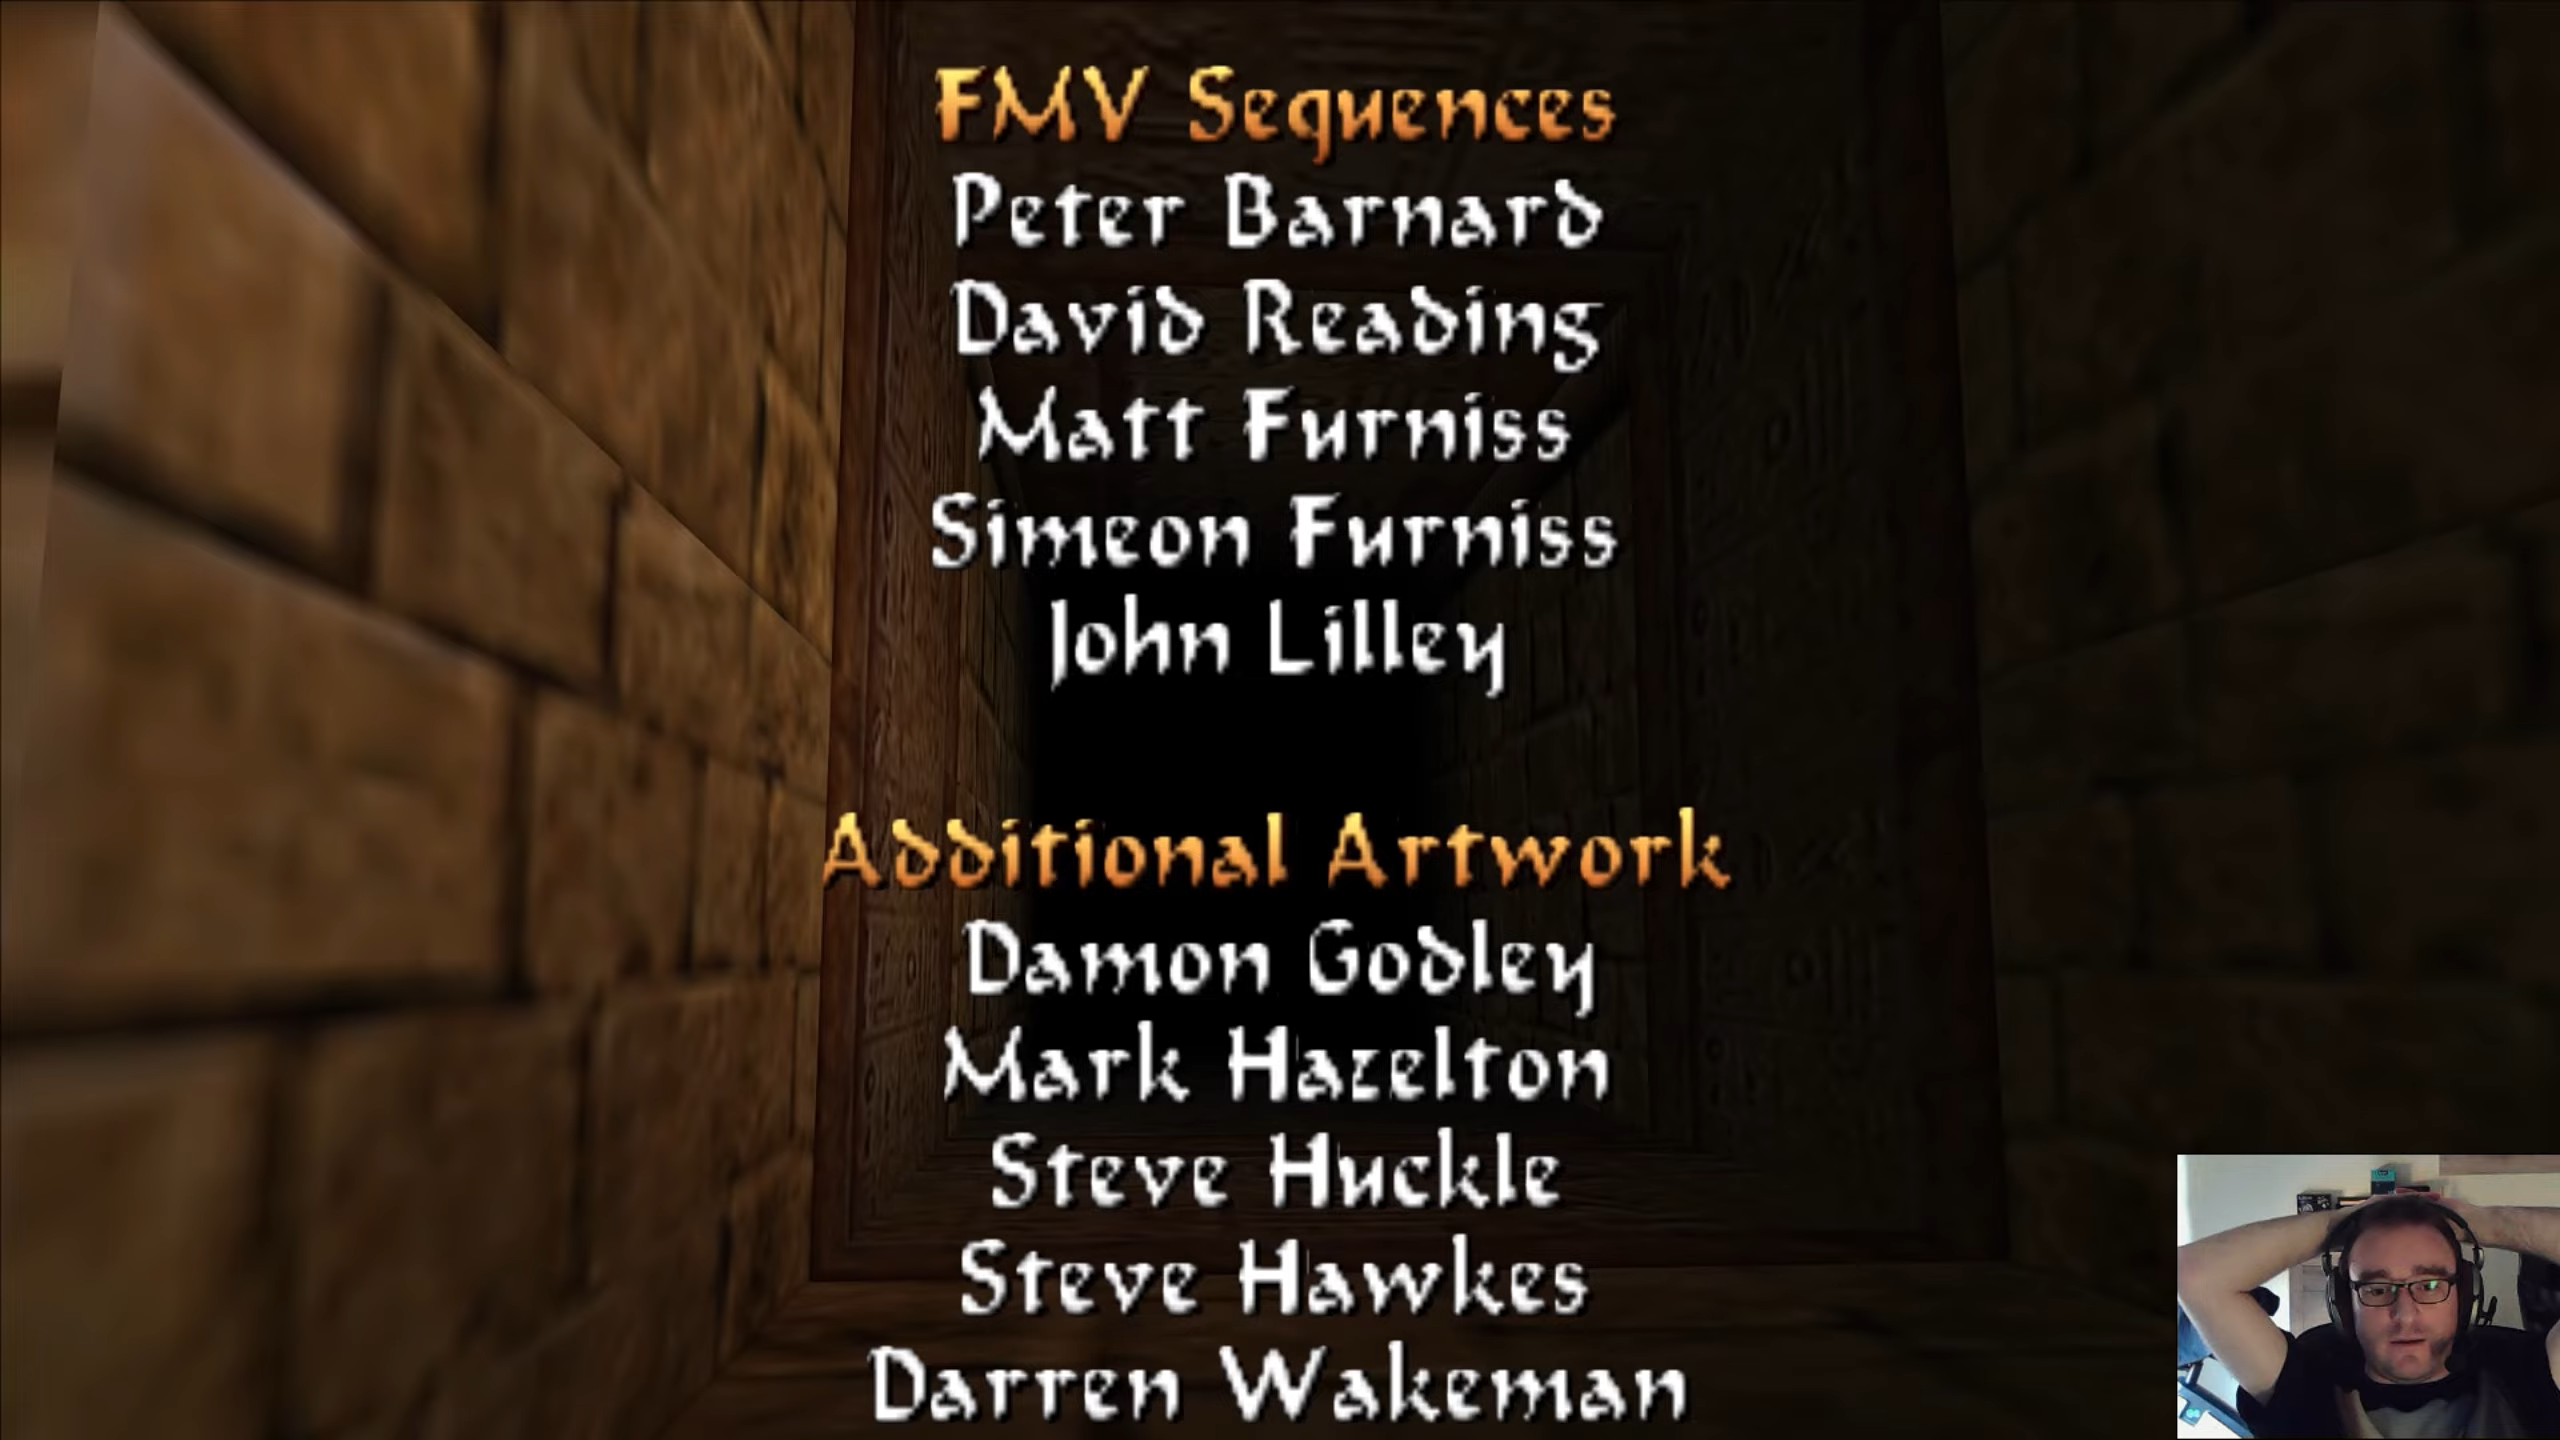 FMV Sequences
Peter Barnard
David Reading
Matt Furniss
Simeon Furniss
John Lilley
Additional Artwork
Damon Godley
Mark Hazelton
Steve Huckle
Steve Hawkes
Darren Wakeman